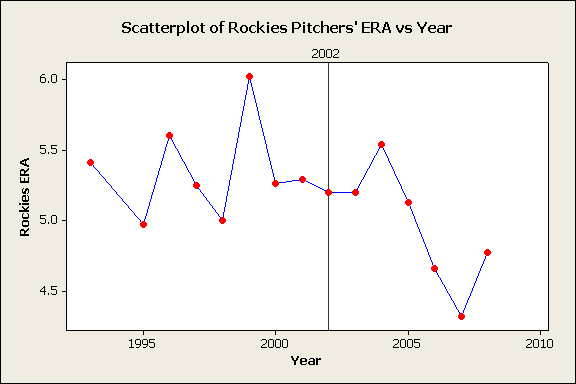 Scatterplot of Rockies Pitchers' ERA vs Year
2002
6.0
5.5
5.0
4.5
Rockies ERA
1995 2000 2005 2010
Year